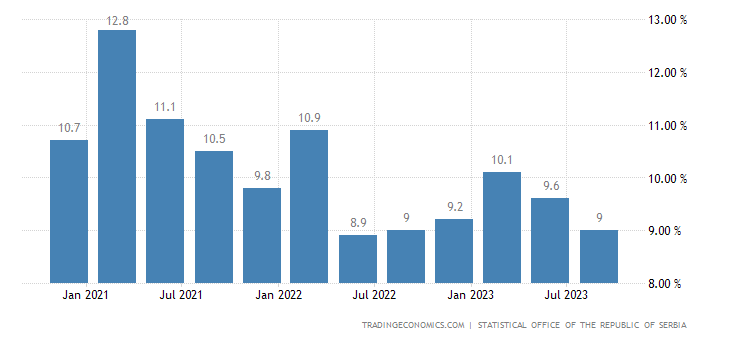 12.8
13.00 %
12.00 %
11.1
10.9
10.7
10.5
11.00 %
10.1
9.8
9.6
10.00 %
9.2
8.9
9
9
9.00 %
8.00 %
Jan 2021
Jul 2021
Jan 2022
Jul 2022
Jan 2023
Jul 2023
TRADINGECONOMICS.COM | STATISTICAL OFFICE OF THE REPUBLIC OF SERBIA